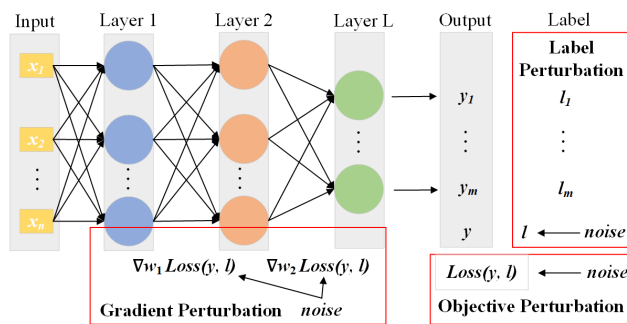 Input Layer 1 Layer 2 Layer L Output Label
Label
Perturbation
x1 y1 l1
x2
⋮ ⋮ ⋮ ⋮ ⋮ ⋮
ym lm
xn y l noise
∇w1 Loss(y, l) ∇w2 Loss(y, l) Loss(y, l) noise
Gradient Perturbation noise Objective Perturbation